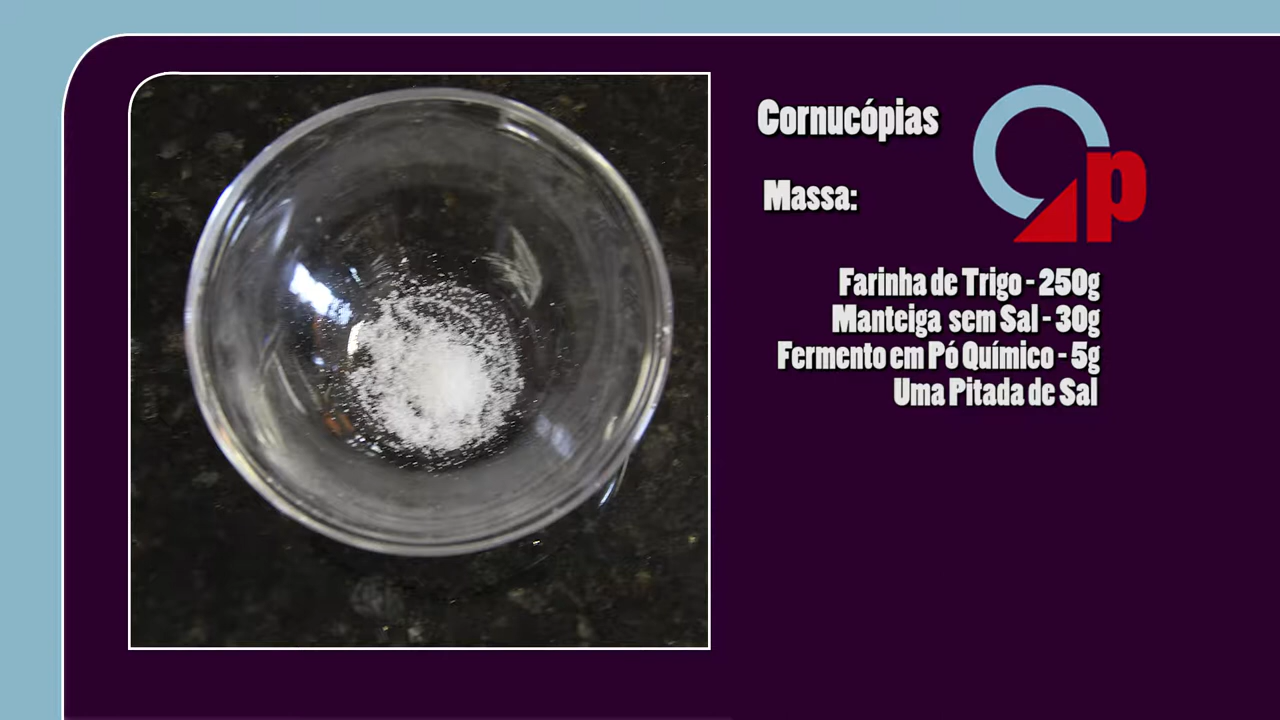 Cornucópias
p
Massa:
Farinha de Trigo - 250g
Manteiga sem Sal - 30g
Fermento em Pó Químico - 5g
Uma Pitada de Sal